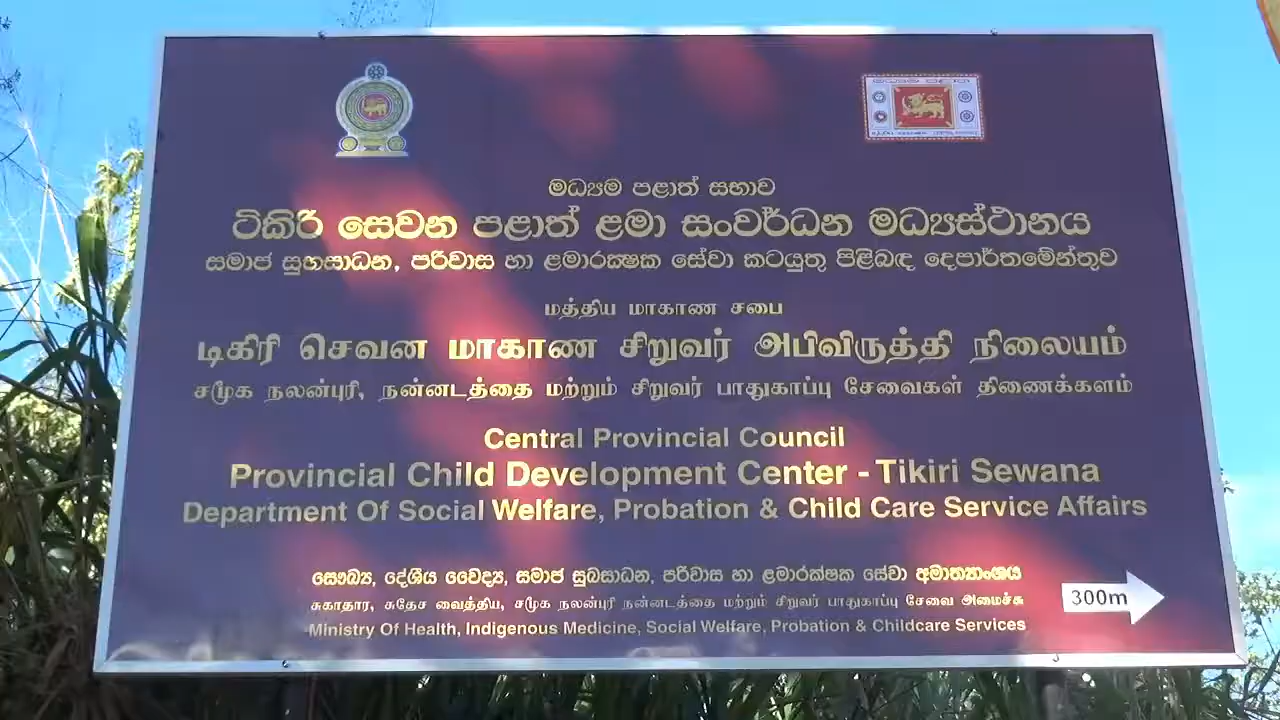 මධ්‍යම පළාත් සභාව
ටිකිරි සෙවන පළාත් ළමා සංවර්ධන මධ්‍යස්ථානය
සමාජ සුභසාධන, පරිවාස හා ළමාරක්ෂක සේවා කටයුතු පිළිබඳ දෙපාර්තමේන්තුව
மத்திய மாகாண சபை
டிகிரி செவன மாகாண சிறுவர் அபிவிருத்தி நிலையம்
சமூக நலன்புரி, நன்னடத்தை மற்றும் சிறுவர் பாதுகாப்பு சேவைகள் திணைக்களம்
Central Provincial Council
Provincial Child Development Center - Tikiri Sewana
Department Of Social Welfare, Probation & Child Care Service Affairs
සෞඛ්‍ය, දේශීය වෛද්‍ය, සමාජ සුබසාධන, පරිවාස හා ළමාරක්ෂක සේවා අමාත්‍යාංශය
சுகாதார, சுதேச வைத்திய, சமூக நலன்புரி நன்னடத்தை மற்றும் சிறுவர் பாதுகாப்பு சேவை அமைச்சு
Ministry Of Health, Indigenous Medicine, Social Welfare, Probation & Childcare Services
300m